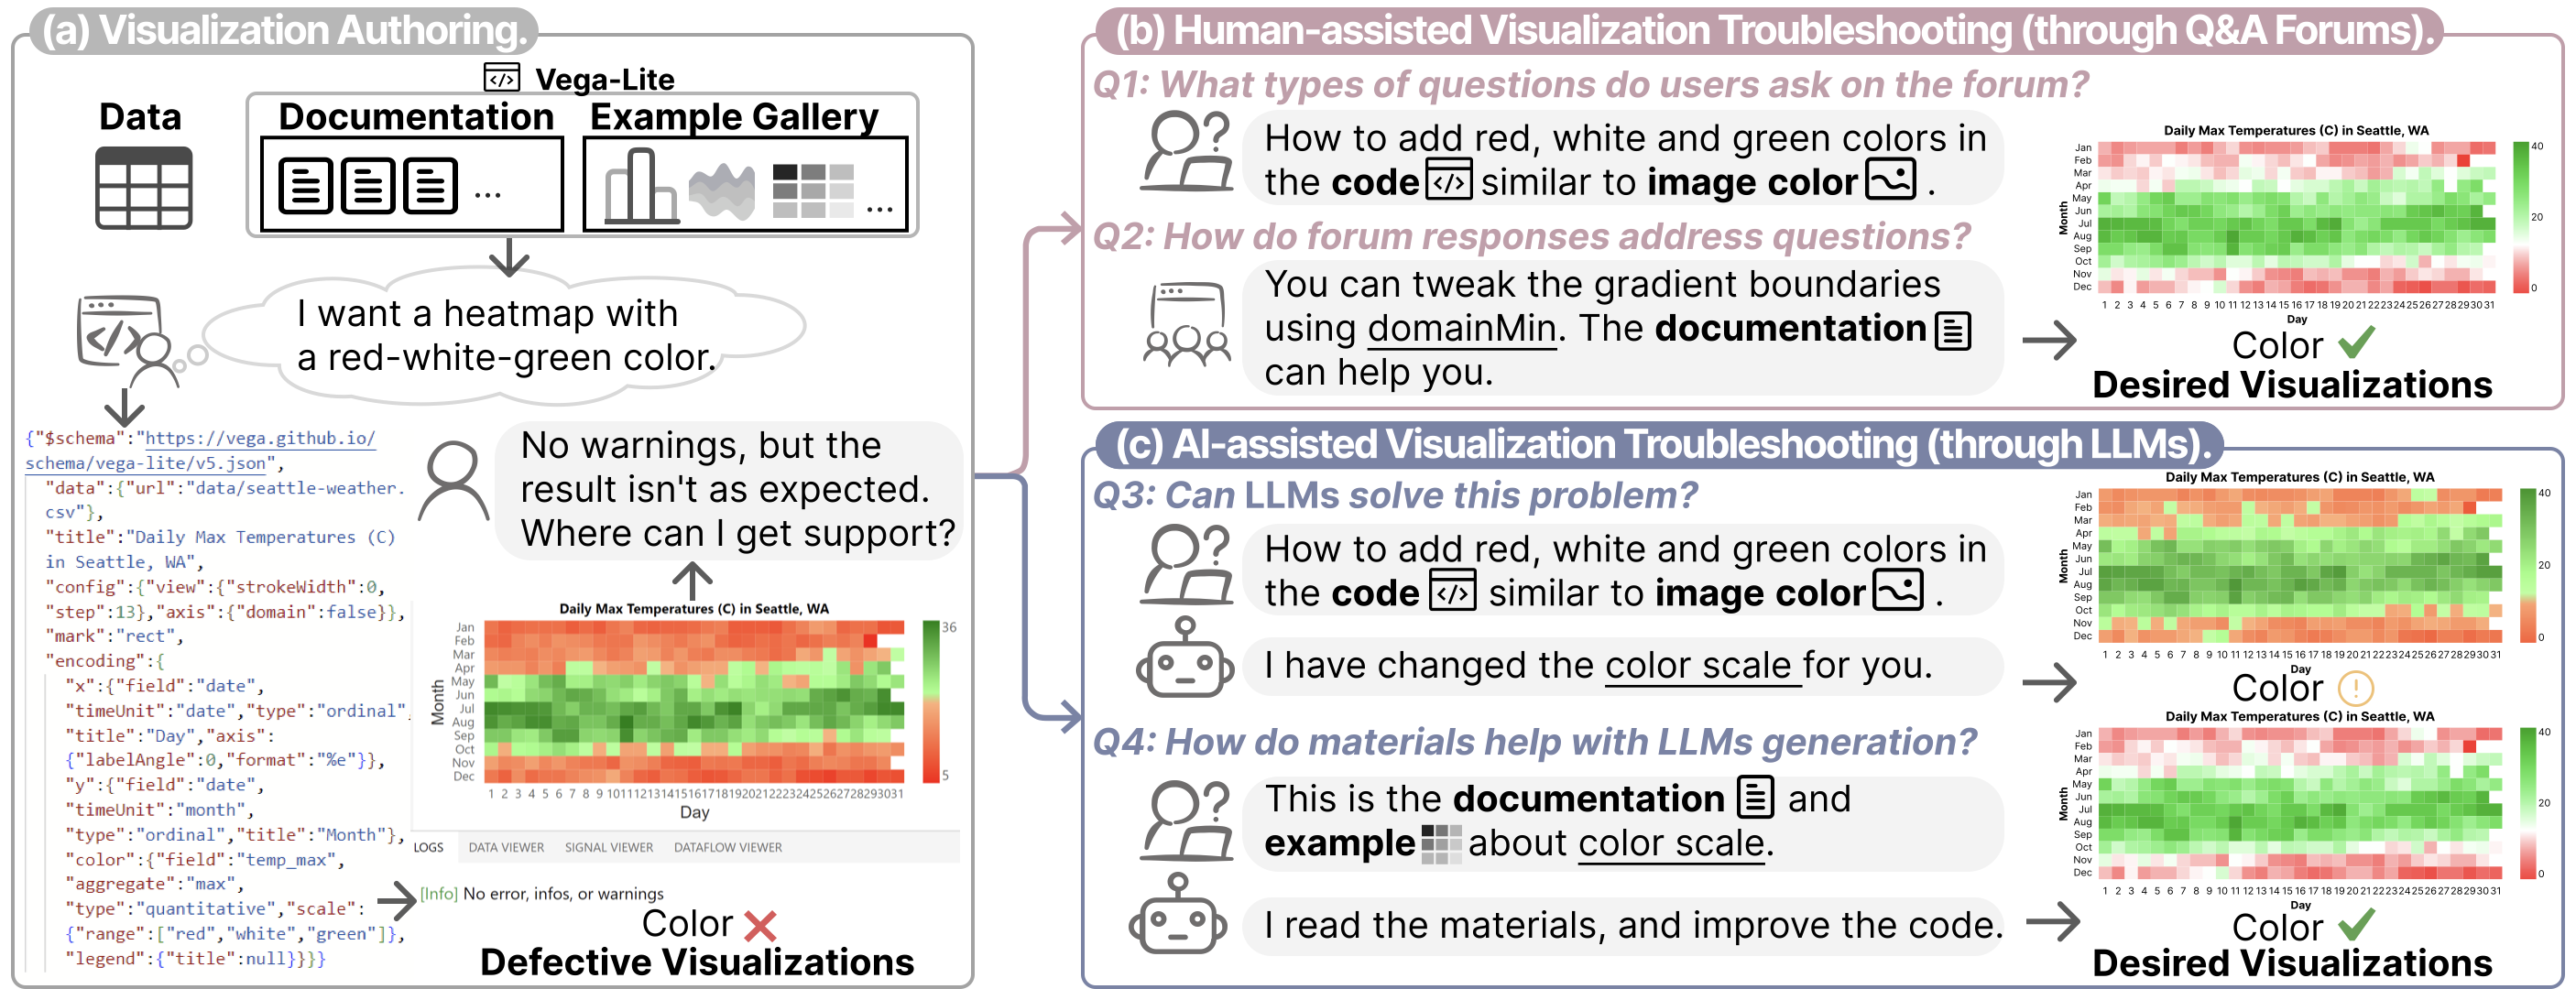 (a) Visualization Authoring.
Vega-Lite
Data
Documentation
Example Gallery
...
...
I want a heatmap with
a red-white-green color.
{"$schema":"https://vega.github.io/
schema/vega-lite/v5.json",
"data":{"url":"data/seattle-weather.
csv"},
"title":"Daily Max Temperatures (C)
in Seattle, WA",
"config":{"view":{"strokeWidth":0,
"step":13},"axis":{"domain":false}},
"mark":"rect",
"encoding":{
"x":{"field":"date",
"timeUnit":"date","type":"ordinal",
"title":"Day","axis":
{"labelAngle":0,"format":"%e"}},
"y":{"field":"date",
"timeUnit":"month",
"type":"ordinal","title":"Month"},
"color":{"field":"temp_max",
"aggregate":"max",
"type":"quantitative","scale":
{"range":["red","white","green"]},
"legend":{"title":null}}}}
No warnings, but the
result isn't as expected.
Where can I get support?
Daily Max Temperatures (C) in Seattle, WA
Month
Jan
Feb
Mar
Apr
May
Jun
Jul
Aug
Sep
Oct
Nov
Dec
1 2 3 4 5 6 7 8 9 10 11 12 13 14 15 16 17 18 19 20 21 22 23 24 25 26 27 28 29 30 31
Day
36
5
LOGS DATA VIEWER SIGNAL VIEWER DATAFLOW VIEWER
[Info] No error, infos, or warnings
Color
Defective Visualizations
(b) Human-assisted Visualization Troubleshooting (through Q&A Forums).
Q1: What types of questions do users ask on the forum?
How to add red, white and green colors in
the code </> similar to image color .
Q2: How do forum responses address questions?
You can tweak the gradient boundaries
using domainMin. The documentation
can help you.
Daily Max Temperatures (C) in Seattle, WA
Month
Jan
Feb
Mar
Apr
May
Jun
Jul
Aug
Sep
Oct
Nov
Dec
1 2 3 4 5 6 7 8 9 10 11 12 13 14 15 16 17 18 19 20 21 22 23 24 25 26 27 28 29 30 31
Day
40
20
0
Color
Desired Visualizations
(c) AI-assisted Visualization Troubleshooting (through LLMs).
Q3: Can LLMs solve this problem?
How to add red, white and green colors in
the code </> similar to image color .
I have changed the color scale for you.
Daily Max Temperatures (C) in Seattle, WA
Month
Jan
Feb
Mar
Apr
May
Jun
Jul
Aug
Sep
Oct
Nov
Dec
1 2 3 4 5 6 7 8 9 10 11 12 13 14 15 16 17 18 19 20 21 22 23 24 25 26 27 28 29 30 31
Day
40
20
0
Color
Q4: How do materials help with LLMs generation?
This is the documentation and
example about color scale.
I read the materials, and improve the code.
Daily Max Temperatures (C) in Seattle, WA
Month
Jan
Feb
Mar
Apr
May
Jun
Jul
Aug
Sep
Oct
Nov
Dec
1 2 3 4 5 6 7 8 9 10 11 12 13 14 15 16 17 18 19 20 21 22 23 24 25 26 27 28 29 30 31
Day
40
20
0
Color
Desired Visualizations